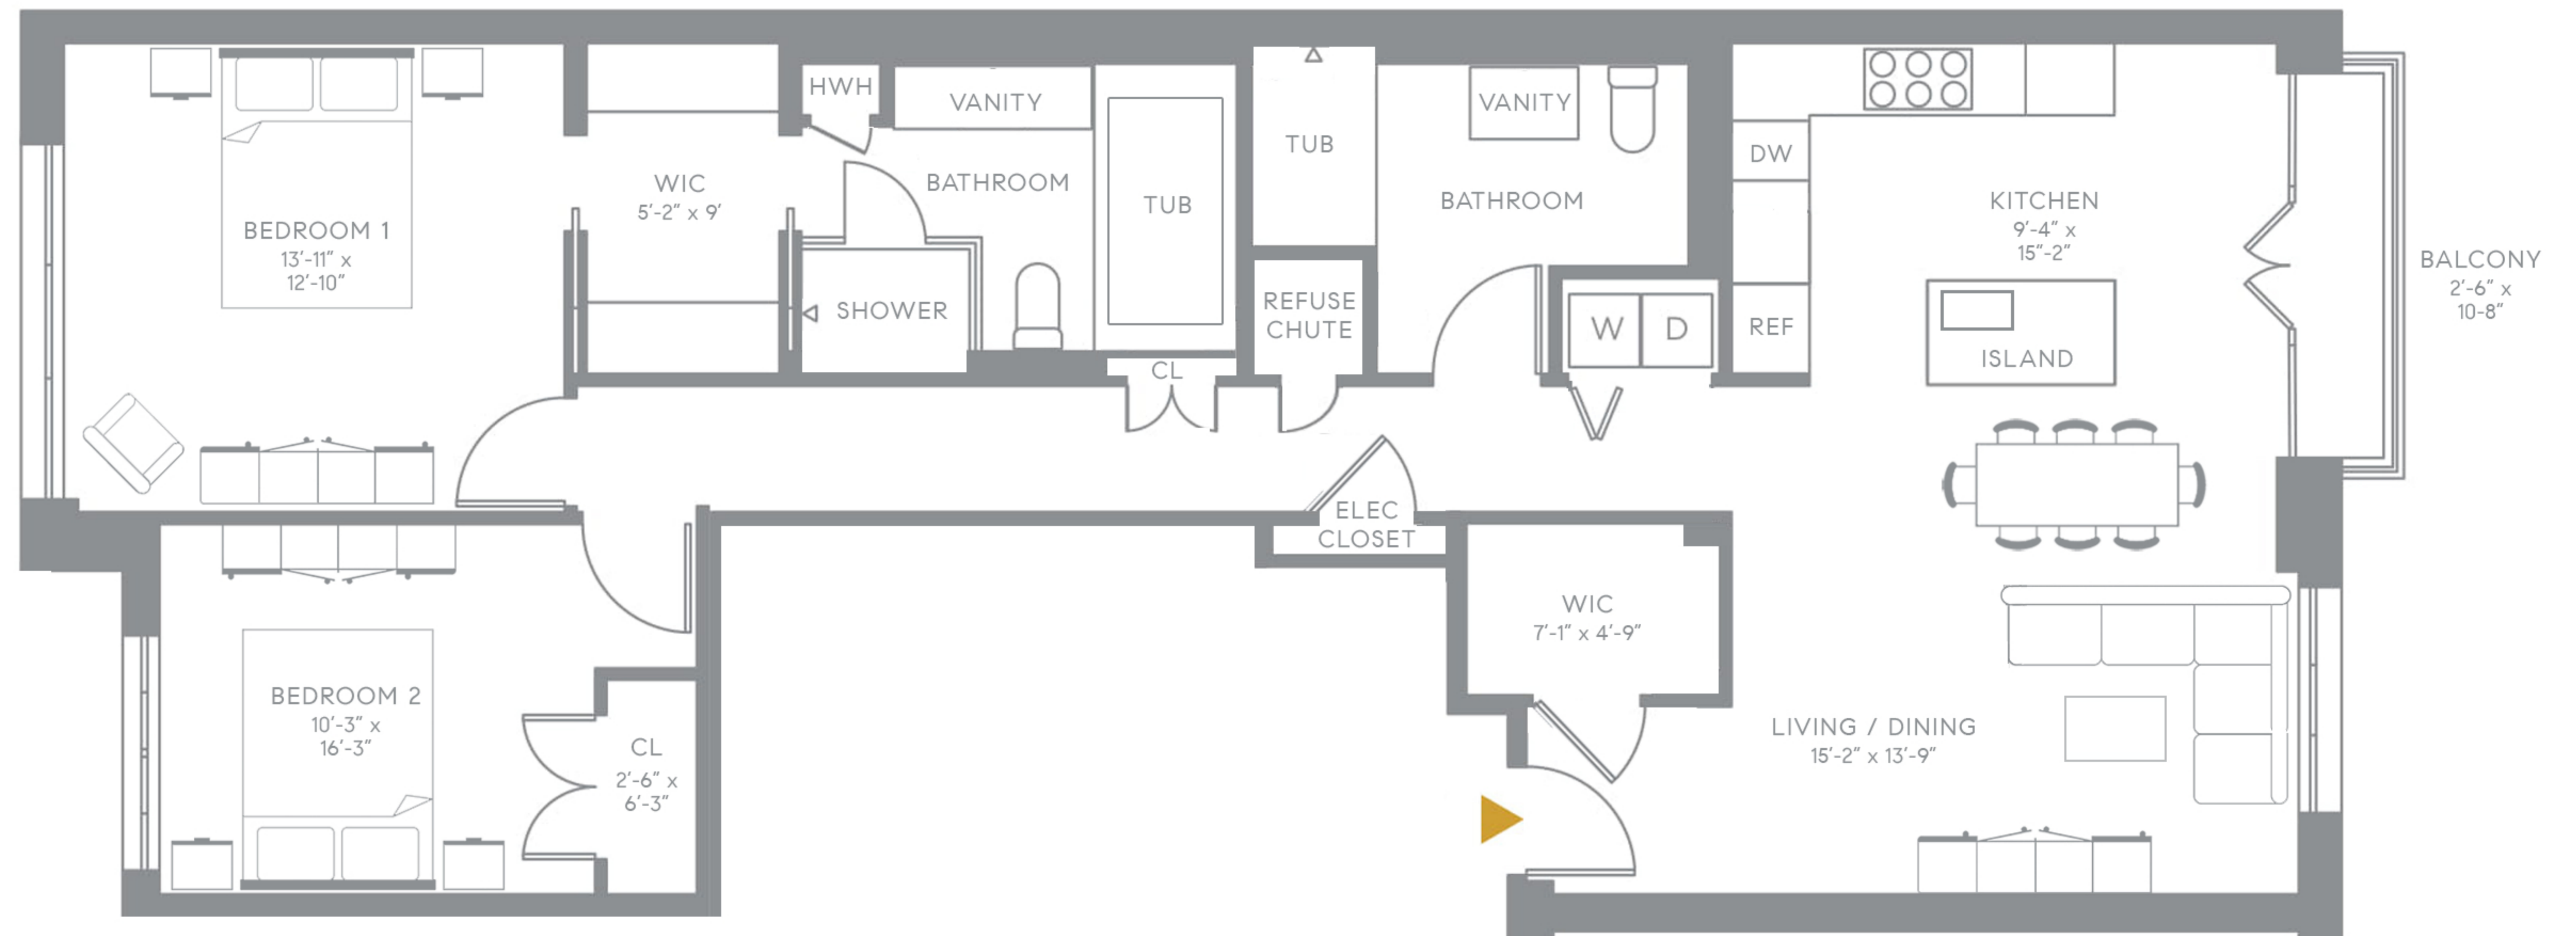 HWH
VANITY
BATHROOM
TUB
SHOWER
WIC
5'-2" x 9'
BEDROOM 1
13'-11" x
12'-10"
CL
TUB
REFUSE
CHUTE
VANITY
BATHROOM
W
D
DW
REF
KITCHEN
9'-4" x
15"-2"
ISLAND
BALCONY
2'-6" x
10-8"
ELEC
CLOSET
WIC
7'-1" x 4'-9"
BEDROOM 2
10'-3" x
16'-3"
CL
2'-6" x
6'-3"
LIVING / DINING
15'-2" x 13'-9"